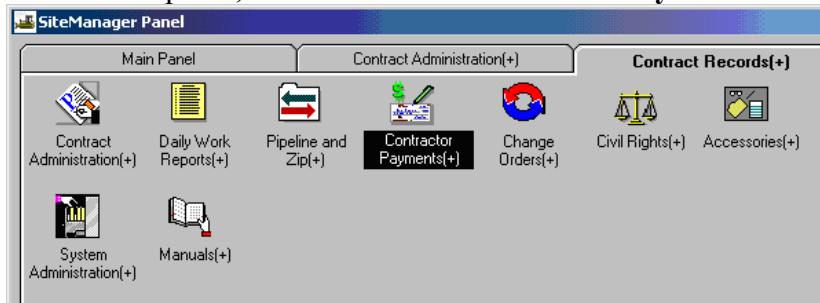 SiteManager Panel
Main Panel Contract Administration(+) Contract Records(+)
Contract Administration(+)
Daily Work Reports(+)
Pipeline and Zip(+)
Contractor Payments(+)
Change Orders(+)
Civil Rights(+)
Accessories(+)
System Administration(+)
Manuals(+)